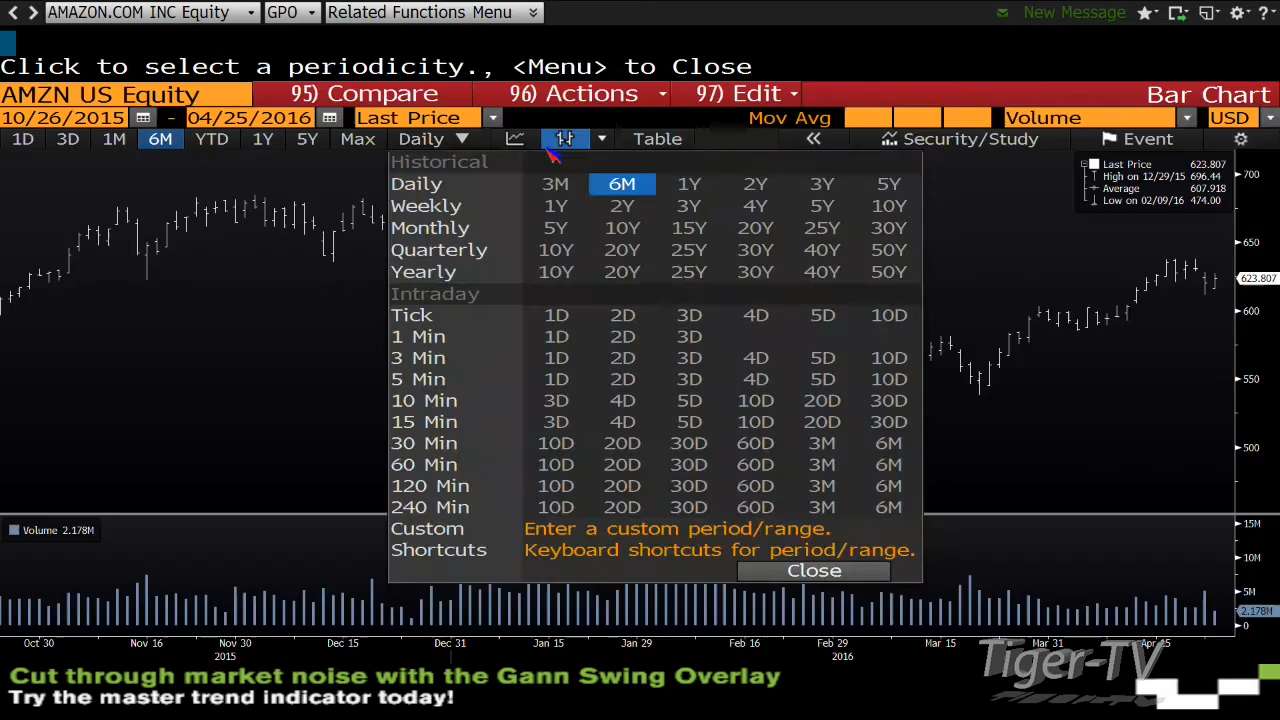 AMAZON.COM INC Equity GPO Related Functions Menu New Message
Click to select a periodicity., <Menu> to Close
AMZN US Equity 95) Compare 96) Actions 97) Edit Bar Chart
10/26/2015 - 04/25/2016 Last Price Mov Avg Volume USD
1D 3D 1M 6M YTD 1Y 5Y Max Daily Table Security/Study Event
Historical
Daily 3M 6M 1Y 2Y 3Y 5Y
Weekly 1Y 2Y 3Y 4Y 5Y 10Y
Monthly 5Y 10Y 15Y 20Y 25Y 30Y
Quarterly 10Y 20Y 25Y 30Y 40Y 50Y
Yearly 10Y 20Y 25Y 30Y 40Y 50Y
Intraday
Tick 1D 2D 3D 4D 5D 10D
1 Min 1D 2D 3D
3 Min 1D 2D 3D 4D 5D 10D
5 Min 1D 2D 3D 4D 5D 10D
10 Min 3D 4D 5D 10D 20D 30D
15 Min 3D 4D 5D 10D 20D 30D
30 Min 10D 20D 30D 60D 3M 6M
60 Min 10D 20D 30D 60D 3M 6M
120 Min 10D 20D 30D 60D 3M 6M
240 Min 10D 20D 30D 60D 3M 6M
Custom Enter a custom period/range.
Shortcuts Keyboard shortcuts for period/range.
Close
Last Price 623.807
High on 12/29/15 696.44
Average 607.918
Low on 02/09/16 474.00
700
650
623.807
600
550
500
Volume 2.178M
15M
10M
5M
2.178M
0
Oct 30 Nov 16 Nov 30 Dec 15 Dec 31 Jan 15 Jan 29 Feb 16 Feb 29 Mar 15 Mar 31 Apr 15
2015 2016
Tiger-TV
Cut through market noise with the Gann Swing Overlay
Try the master trend indicator today!